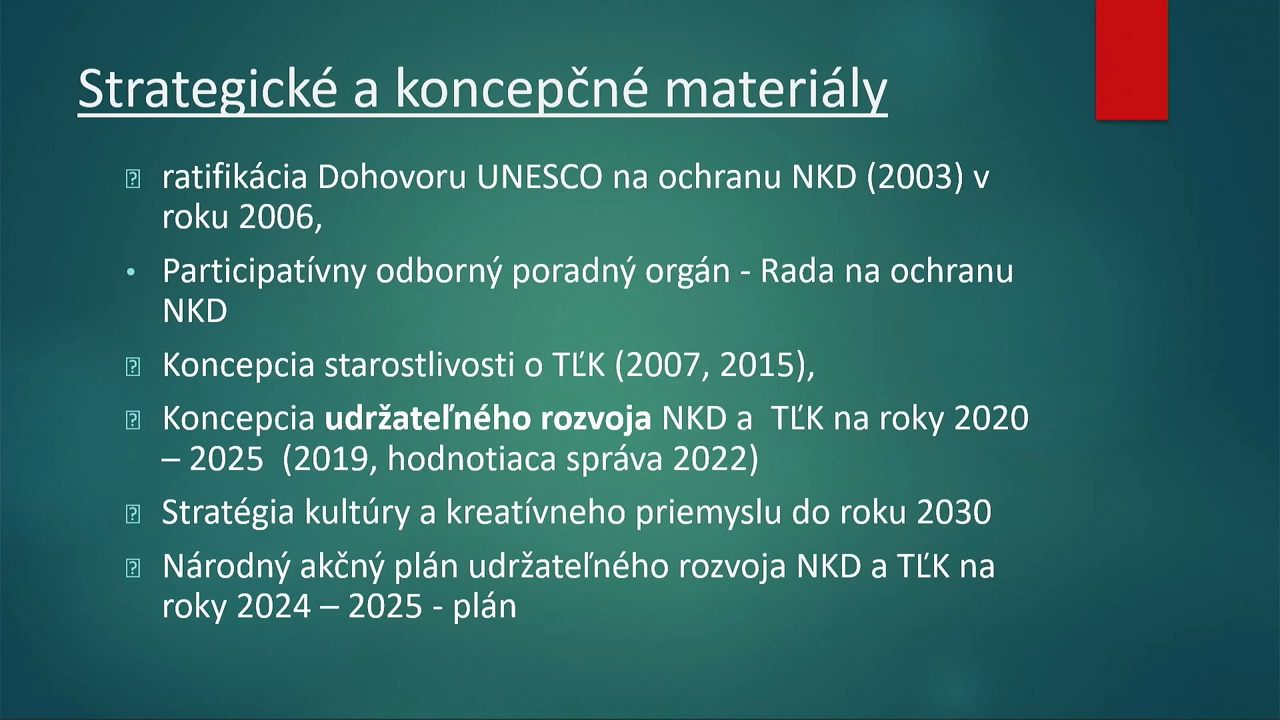 Strategické a koncepčné materiály
ratifikácia Dohovoru UNESCO na ochranu NKD (2003) v
roku 2006,
• Participatívny odborný poradný orgán - Rada na ochranu
NKD
Koncepcia starostlivosti o TĽK (2007, 2015),
Koncepcia udržateľného rozvoja NKD a  TĽK na roky 2020
– 2025  (2019, hodnotiaca správa 2022)
Stratégia kultúry a kreatívneho priemyslu do roku 2030
Národný akčný plán udržateľného rozvoja NKD a TĽK na
roky 2024 – 2025 - plán